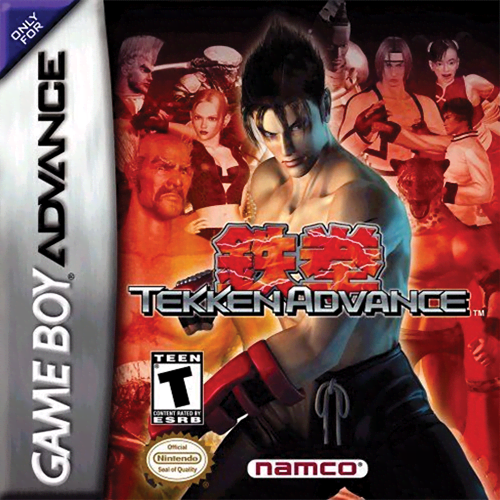 ONLY
FOR
GAME BOY® ADVANCE
鉄拳
TEKKEN ADVANCE™
TEEN
T
CONTENT RATED BY
ESRB
Official
Nintendo
Seal of Quality
namco®